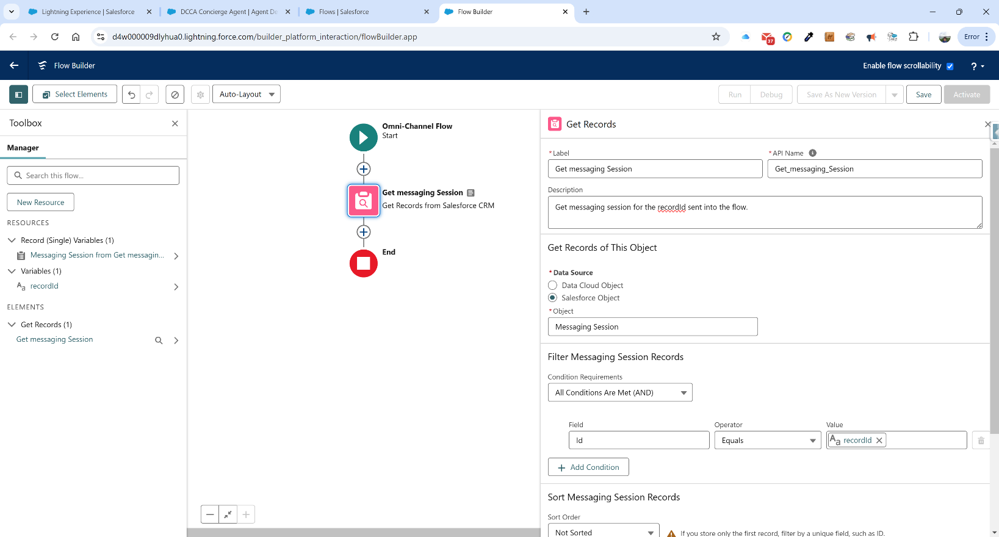 Lightning Experience | Salesforce
DCCA Concierge Agent | Agent De
Flows | Salesforce
Flow Builder
d4w000009dlyhua0.lightning.force.com/builder_platform_interaction/flowBuilder.app
37
Error
Flow Builder
Enable flow scrollability
?
Select Elements
Auto-Layout
Run
Debug
Save As New Version
Save
Activate
Toolbox
Manager
Search this flow...
New Resource
RESOURCES
Record (Single) Variables (1)
Messaging Session from Get messagin...
Variables (1)
Aa recordId
ELEMENTS
Get Records (1)
Get messaging Session
Omni-Channel Flow
Start
Get messaging Session
Get Records from Salesforce CRM
End
Get Records
* Label
* API Name
Get messaging Session
Get_messaging_Session
Description
Get messaging session for the recordId sent into the flow.
Get Records of This Object
* Data Source
Data Cloud Object
Salesforce Object
* Object
Messaging Session
Filter Messaging Session Records
Condition Requirements
All Conditions Are Met (AND)
Field
Operator
Value
Id
Equals
Aa recordId
+ Add Condition
Sort Messaging Session Records
Sort Order
Not Sorted
If you store only the first record, filter by a unique field, such as ID.